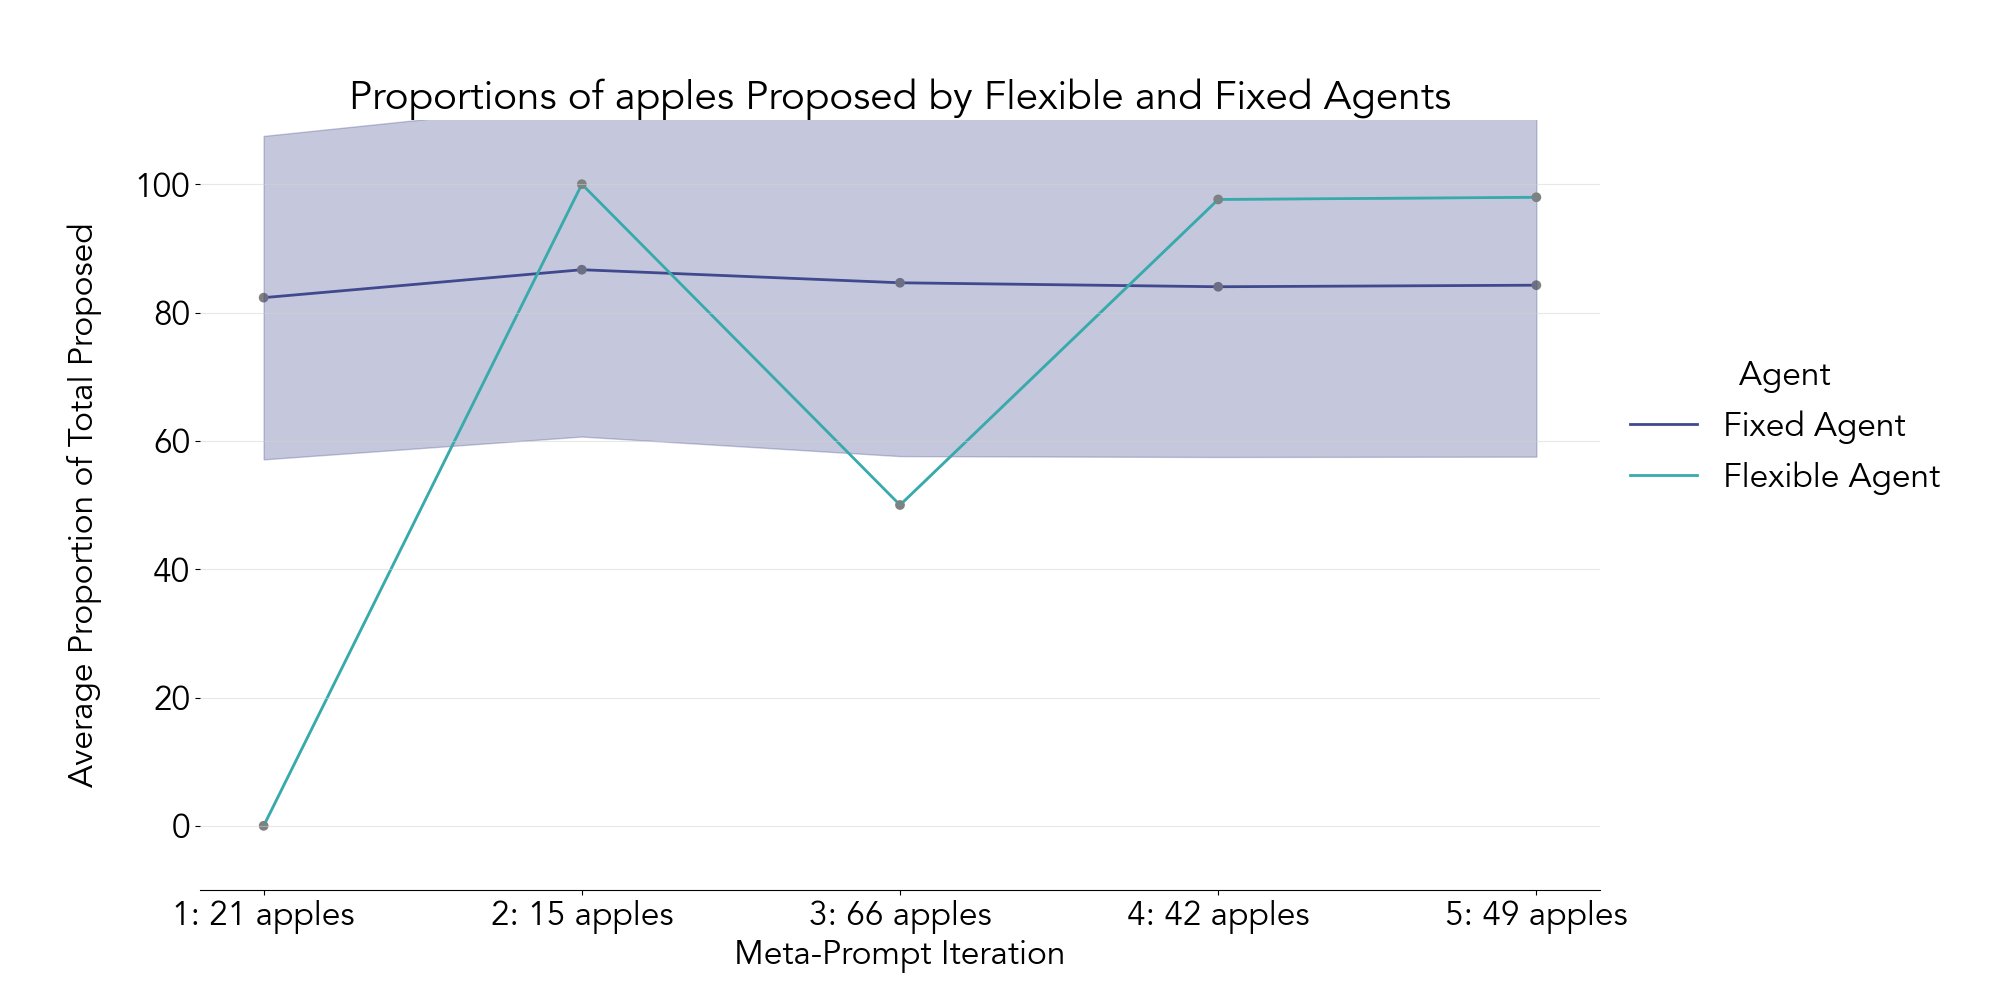 Proportions of apples Proposed by Flexible and Fixed Agents
Average Proportion of Total Proposed
100
80
60
40
20
0
1: 21 apples
2: 15 apples
3: 66 apples
4: 42 apples
5: 49 apples
Meta-Prompt Iteration
Agent
Fixed Agent
Flexible Agent